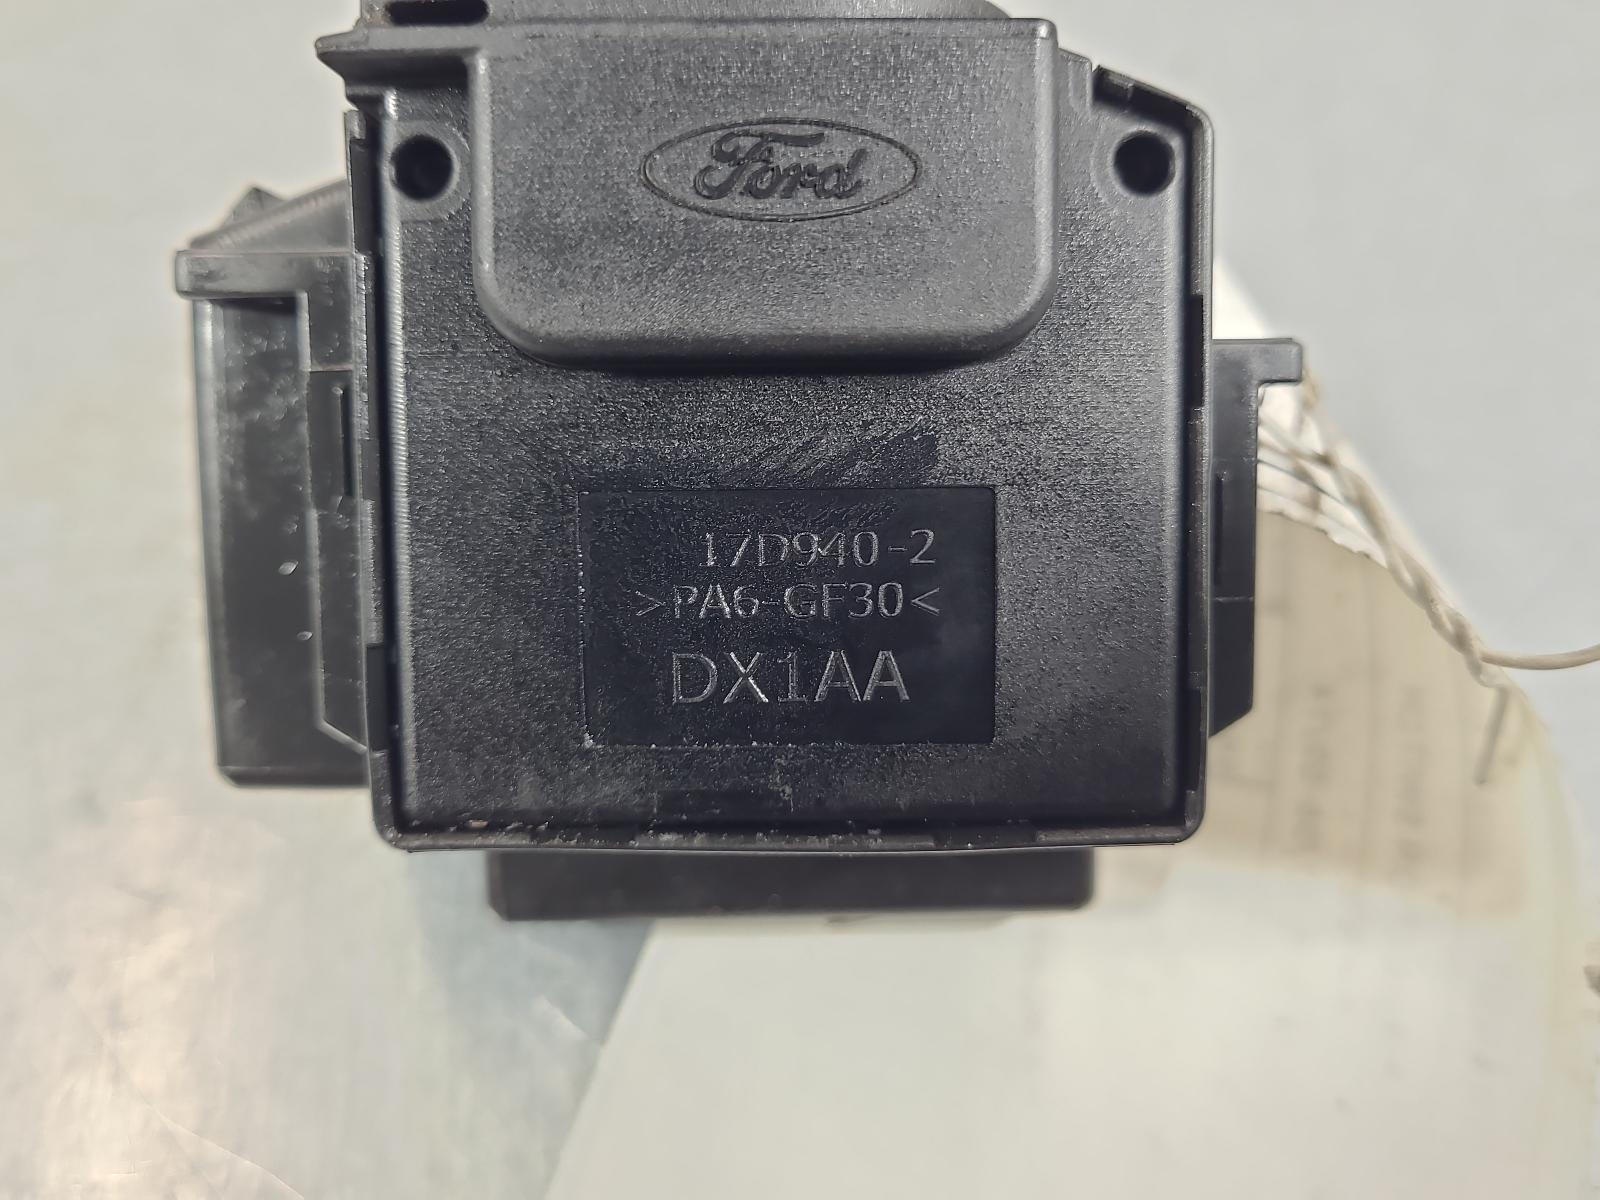 Ford
17D940-2
>PA6-GF30<
DX1AA